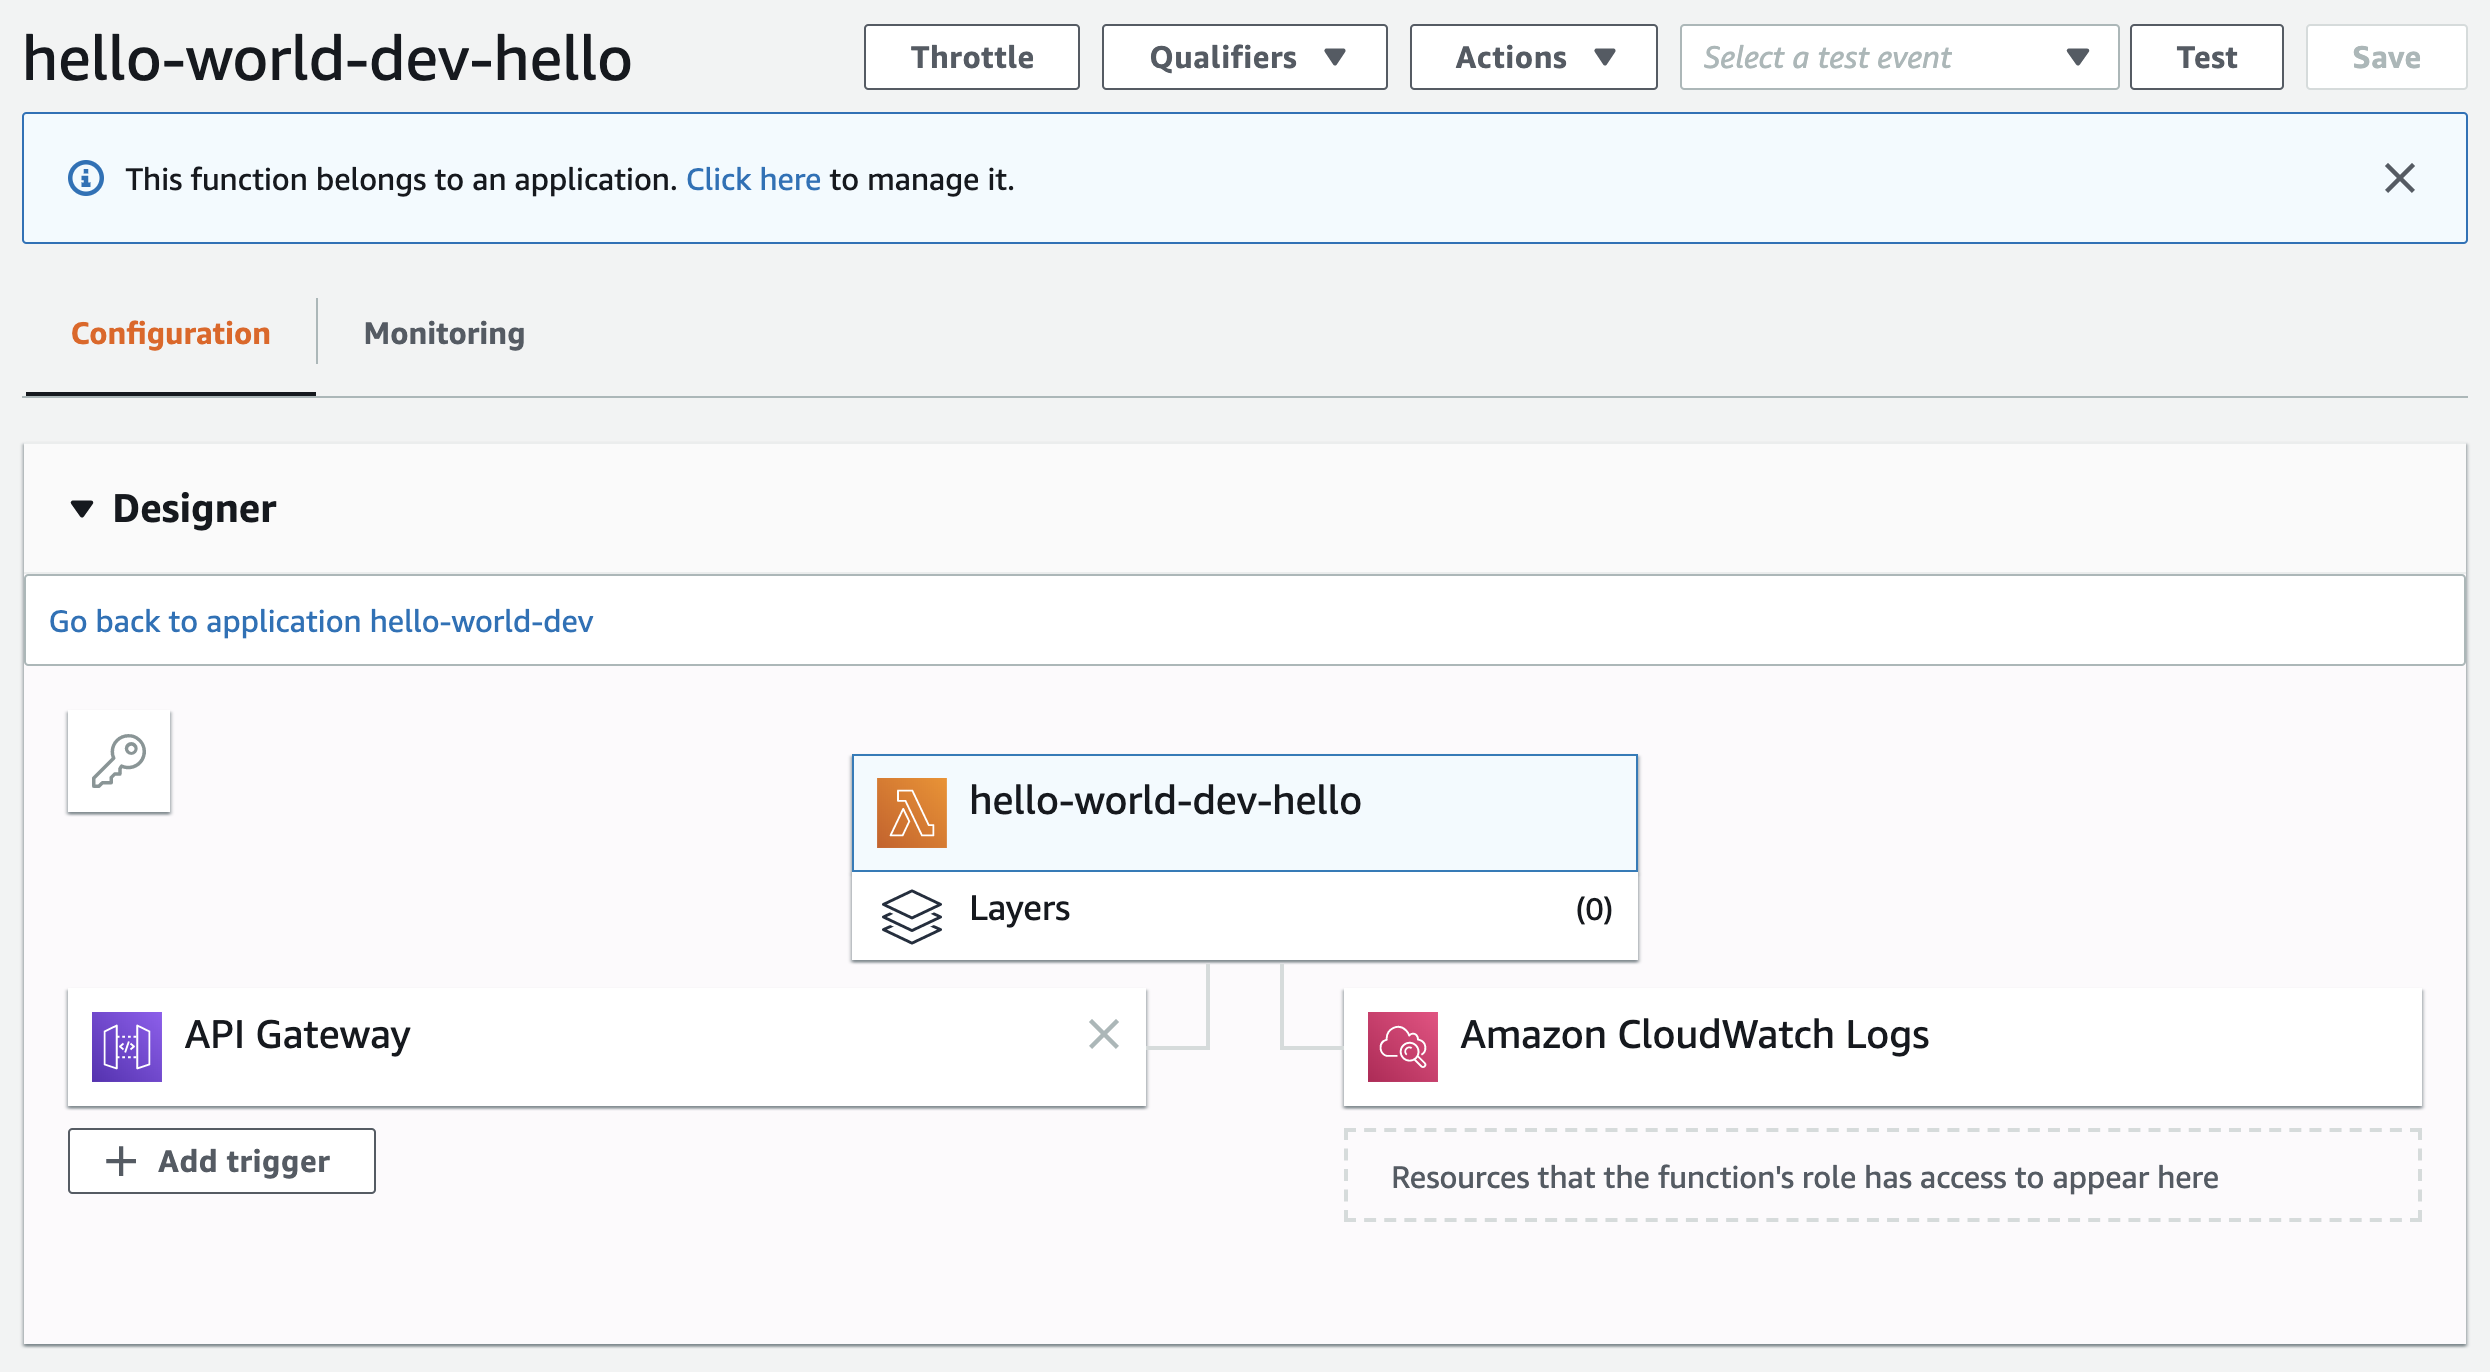 hello-world-dev-hello
Throttle
Qualifiers
Actions
Select a test event
Test
Save
This function belongs to an application. Click here to manage it.
Configuration
Monitoring
Designer
Go back to application hello-world-dev
hello-world-dev-hello
Layers
(0)
API Gateway
Amazon CloudWatch Logs
Add trigger
Resources that the function's role has access to appear here